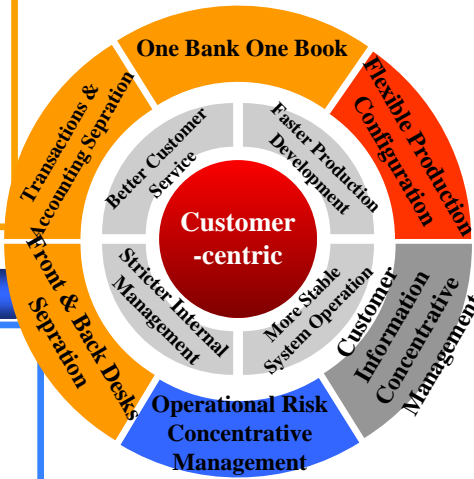 One Bank One Book
Flexible Production
Configuration
Transactions &
Accounting Sepration
Better Customer
Service
Faster Production
Development
Customer
-centric
Stricter Internal
Management
More Stable
System Operation
Front & Back Desks
Sepration
Customer
Information
Concentrative
Management
Operational Risk
Concentrative
Management